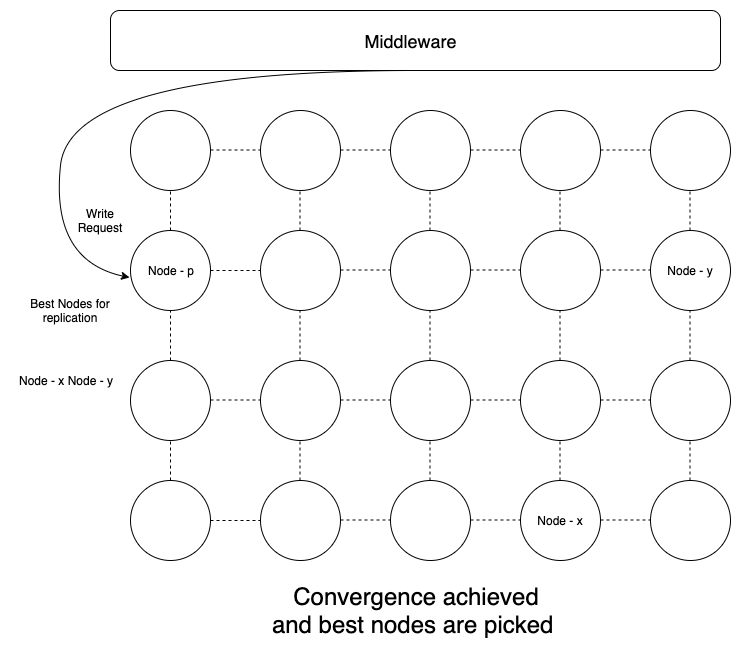 Middleware
Write
Request
Node - p
Node - y
Best Nodes for
replication
Node - x Node - y
Node - x
Convergence achieved
and best nodes are picked